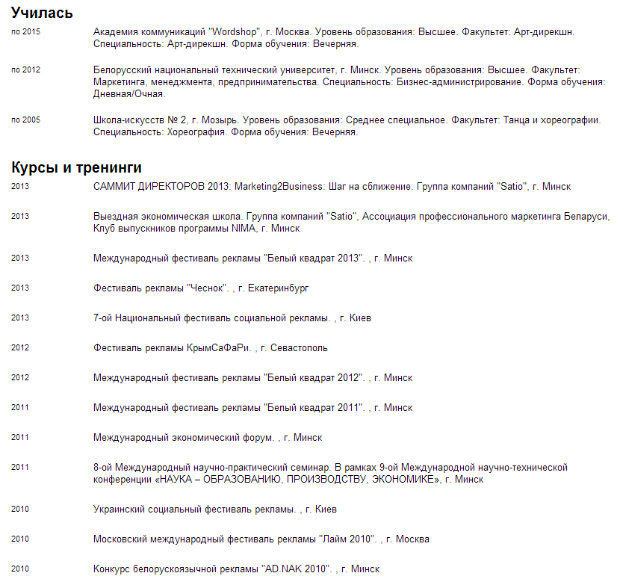 Училась
по 2015
Академия коммуникаций "Wordshop", г. Москва. Уровень образования: Высшее. Факультет: Арт-дирекшн.
Специальность: Арт-дирекшн. Форма обучения: Вечерняя.
по 2012
Белорусский национальный технический университет, г. Минск. Уровень образования: Высшее. Факультет:
Маркетинга, менеджмента, предпринимательства. Специальность: Бизнес-администрирование. Форма обучения:
Дневная/Очная.
по 2005
Школа-искусств № 2, г. Мозырь. Уровень образования: Среднее специальное. Факультет: Танца и хореографии.
Специальность: Хореография. Форма обучения: Вечерняя.
Курсы и тренинги
2013
САММИТ ДИРЕКТОРОВ 2013: Marketing2Business: Шаг на сближение. Группа компаний "Satio", г. Минск
2013
Выездная экономическая школа. Группа компаний "Satio", Ассоциация профессионального маркетинга Беларуси,
Клуб выпускников программы NIMA, г. Минск
2013
Международный фестиваль рекламы "Белый квадрат 2013". , г. Минск
2013
Фестиваль рекламы "Чеснок". , г. Екатеринбург
2013
7-ой Национальный фестиваль социальной рекламы. , г. Киев
2012
Фестиваль рекламы КрымСаФаРи. , г. Севастополь
2012
Международный фестиваль рекламы "Белый квадрат 2012". , г. Минск
2011
Международный фестиваль рекламы "Белый квадрат 2011". , г. Минск
2011
Международный экономический форум. , г. Минск
2011
8-ой Международный научно-практический семинар. В рамках 9-ой Международной научно-технической
конференции «НАУКА – ОБРАЗОВАНИЮ, ПРОИЗВОДСТВУ, ЭКОНОМИКЕ», г. Минск
2010
Украинский социальный фестиваль рекламы. , г. Киев
2010
Московский международный фестиваль рекламы "Лайм 2010". , г. Москва
2010
Конкурс белорускоязычной рекламы "AD.NAK 2010". , г. Минск